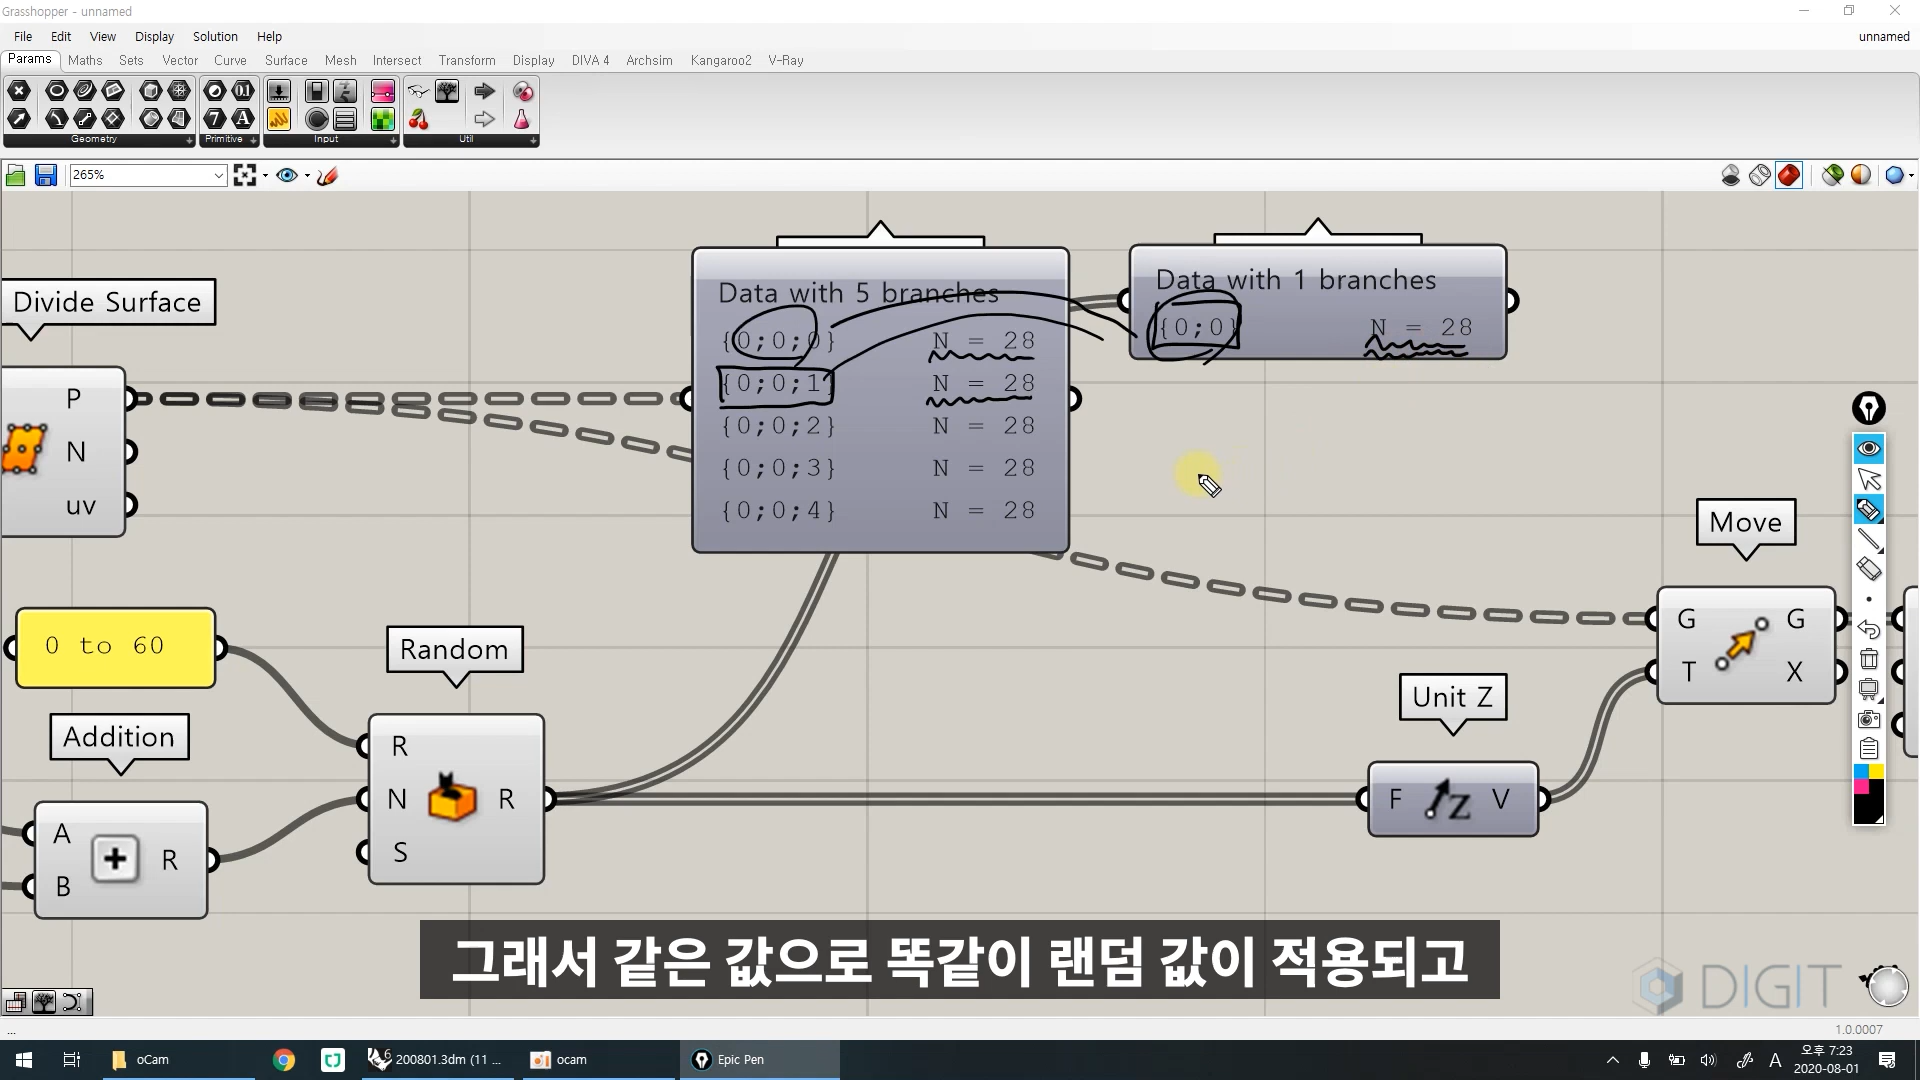 Grasshopper - unnamed
File Edit View Display Solution Help
unnamed
Params Maths Sets Vector Curve Surface Mesh Intersect Transform Display DIVA 4 Archsim Kangaroo2 V-Ray
Geometry Primitive Input Util
265%
Divide Surface
P
N
uv
Data with 5 branches
{0;0;0} N = 28
{0;0;1} N = 28
{0;0;2} N = 28
{0;0;3} N = 28
{0;0;4} N = 28
Data with 1 branches
{0;0} N = 28
Move
G G
T X
0 to 60
Random
R
N R
S
Unit Z
F Z V
Addition
A
B R
그래서 같은 값으로 똑같이 랜덤 값이 적용되고
DIGIT
...
1.0.0007
oCam
200801.3dm (11 ...
ocam
Epic Pen
A
오후 7:23
2020-08-01